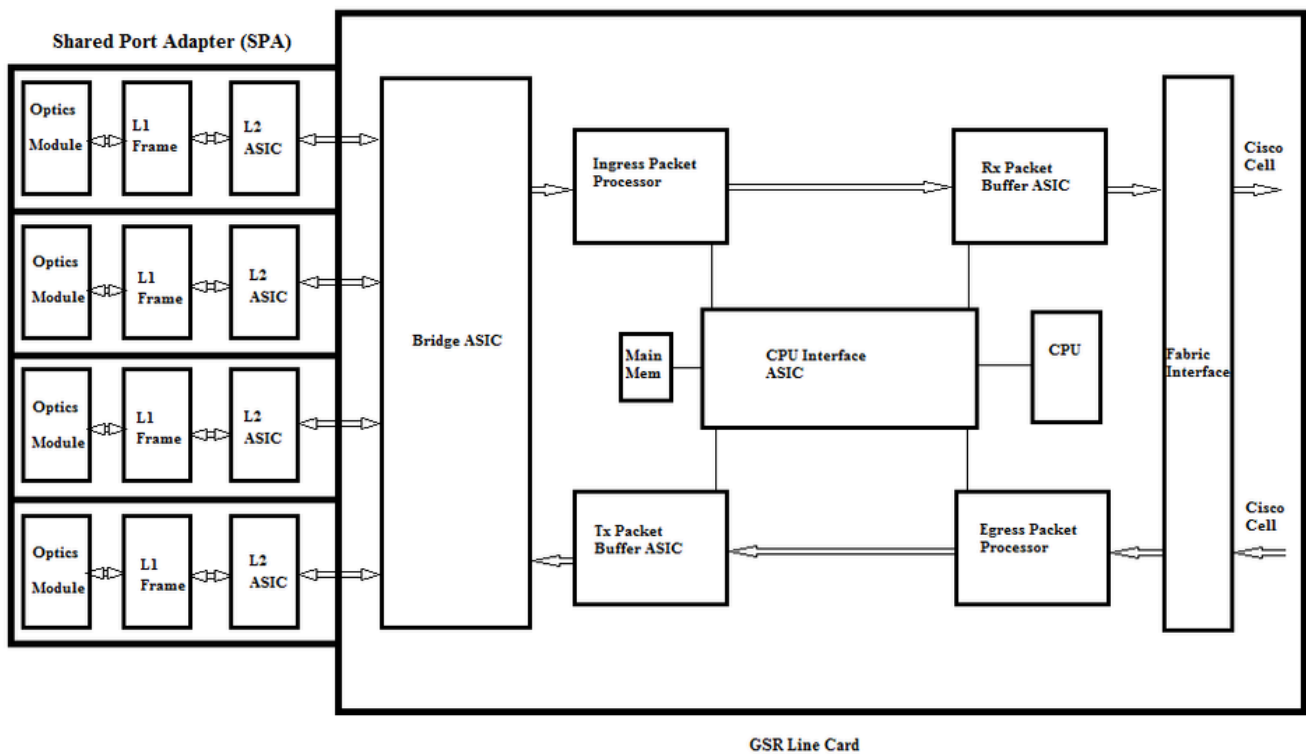 Shared Port Adapter (SPA)
Optics
Module
L1
Frame
L2
ASIC
Optics
Module
L1
Frame
L2
ASIC
Optics
Module
L1
Frame
L2
ASIC
Optics
Module
L1
Frame
L2
ASIC
Bridge ASIC
Ingress Packet
Processor
Rx Packet
Buffer ASIC
Main
Mem
CPU Interface
ASIC
CPU
Tx Packet
Buffer ASIC
Egress Packet
Processor
Fabric
Interface
Cisco
Cell
Cisco
Cell
GSR Line Card